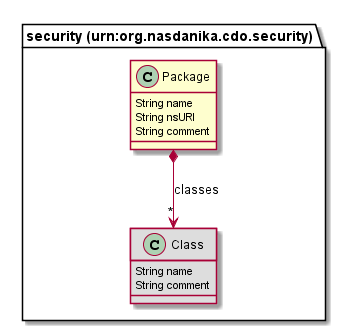 security (urn:org.nasdanika.cdo.security)
C Package
String name
String nsURI
String comment
classes
*
C Class
String name
String comment